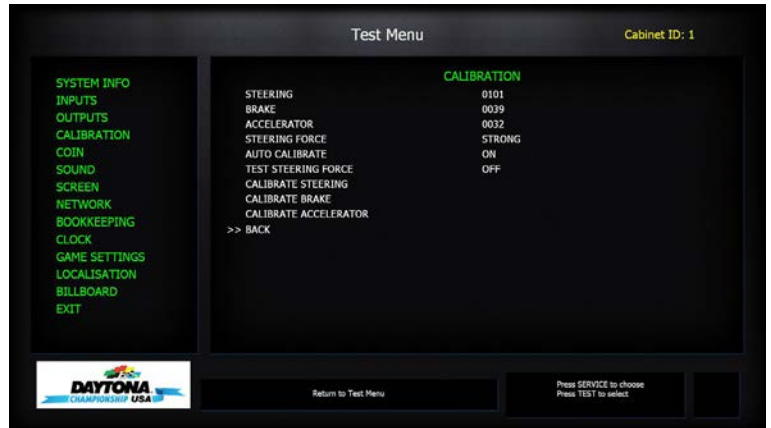 Test Menu
Cabinet ID: 1
SYSTEM INFO
INPUTS
OUTPUTS
CALIBRATION
COIN
SOUND
SCREEN
NETWORK
BOOKKEEPING
CLOCK
GAME SETTINGS
LOCALISATION
BILLBOARD
EXIT
CALIBRATION
STEERING 0101
BRAKE 0039
ACCELERATOR 0032
STEERING FORCE STRONG
AUTO CALIBRATE ON
TEST STEERING FORCE OFF
CALIBRATE STEERING
CALIBRATE BRAKE
CALIBRATE ACCELERATOR
>> BACK
DAYTONA
CHAMPIONSHIP USA
Return to Test Menu
Press SERVICE to choose
Press TEST to select